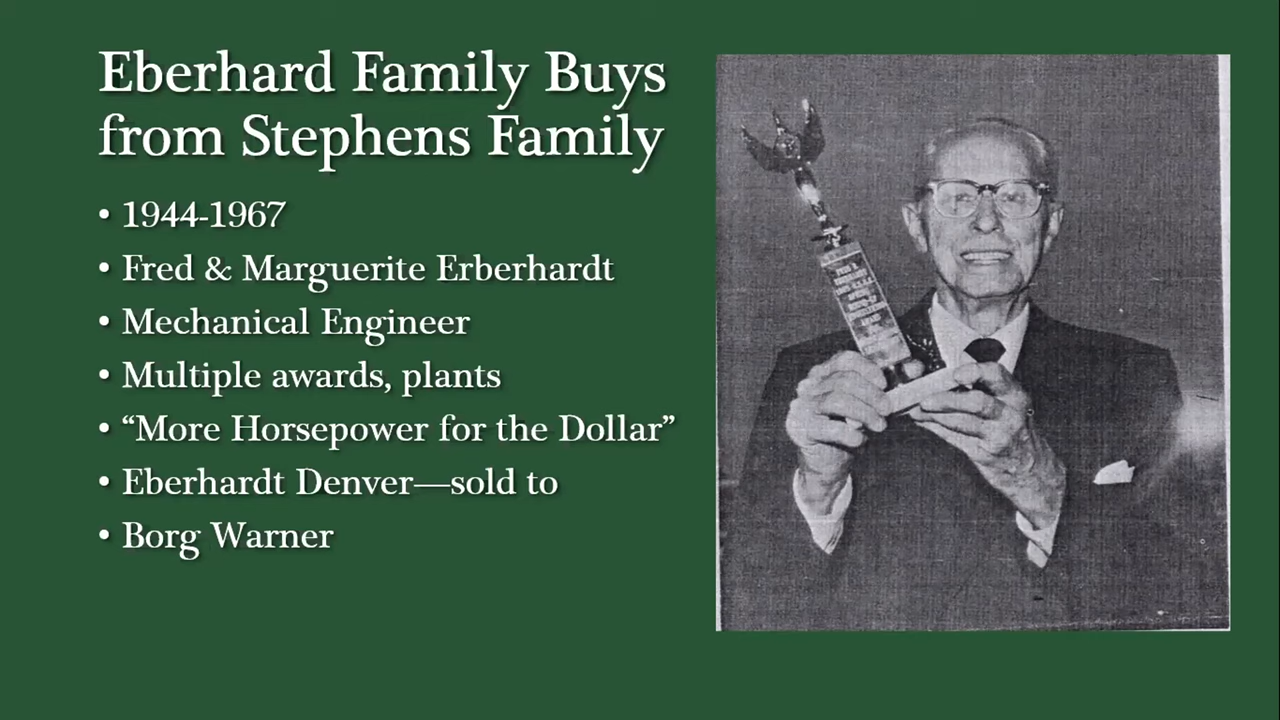 Eberhard Family Buys
from Stephens Family
• 1944-1967
• Fred & Marguerite Erberhardt
• Mechanical Engineer
• Multiple awards, plants
• “More Horsepower for the Dollar”
• Eberhardt Denver—sold to
• Borg Warner